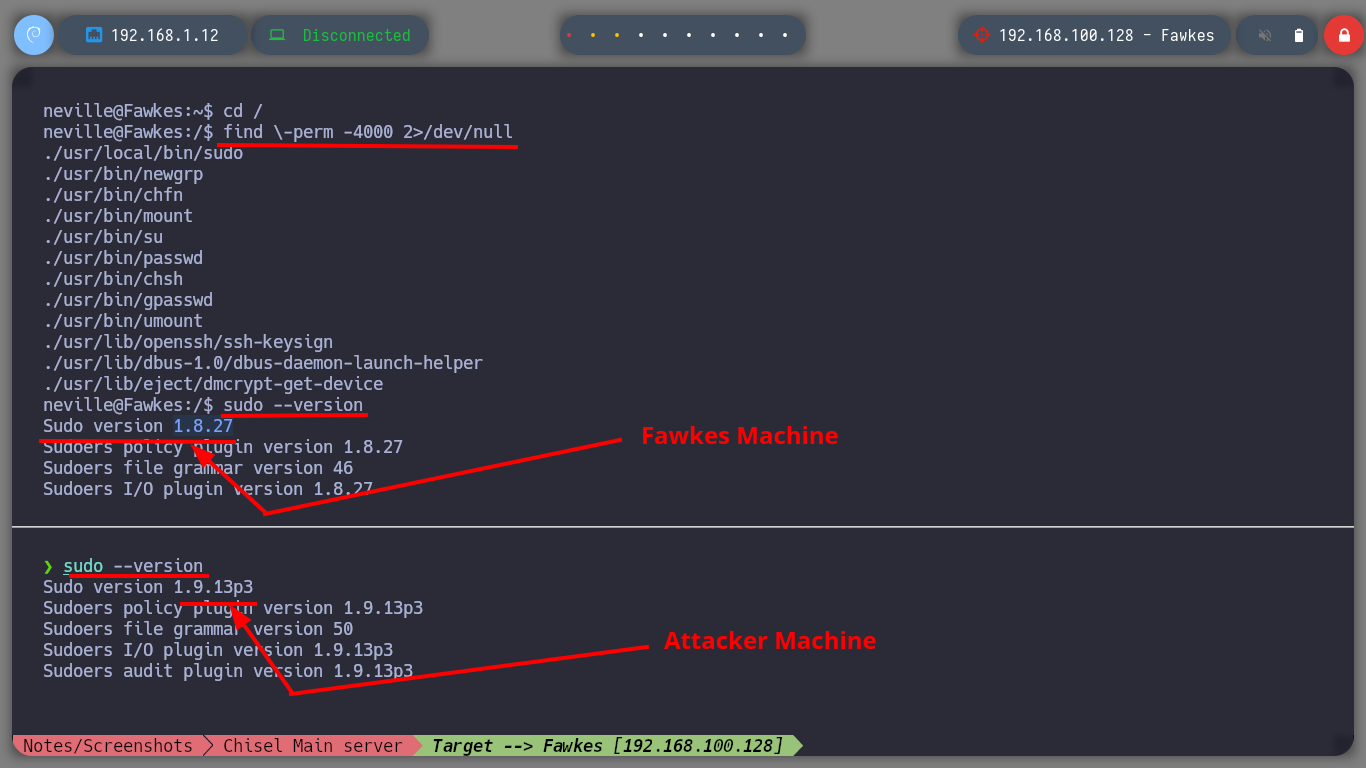 192.168.1.12
Disconnected
192.168.100.128 - Fawkes
neville@Fawkes:~$ cd /
neville@Fawkes:/$ find \-perm -4000 2>/dev/null
./usr/local/bin/sudo
./usr/bin/newgrp
./usr/bin/chfn
./usr/bin/mount
./usr/bin/su
./usr/bin/passwd
./usr/bin/chsh
./usr/bin/gpasswd
./usr/bin/umount
./usr/lib/openssh/ssh-keysign
./usr/lib/dbus-1.0/dbus-daemon-launch-helper
./usr/lib/eject/dmcrypt-get-device
neville@Fawkes:/$ sudo --version
Sudo version 1.8.27
Fawkes Machine
Sudoers policy plugin version 1.8.27
Sudoers file grammar version 46
Sudoers I/O plugin version 1.8.27
❯ sudo --version
Sudo version 1.9.13p3
Sudoers policy plugin version 1.9.13p3
Sudoers file grammar version 50
Attacker Machine
Sudoers I/O plugin version 1.9.13p3
Sudoers audit plugin version 1.9.13p3
Notes/Screenshots
Chisel Main server
Target --> Fawkes [192.168.100.128]